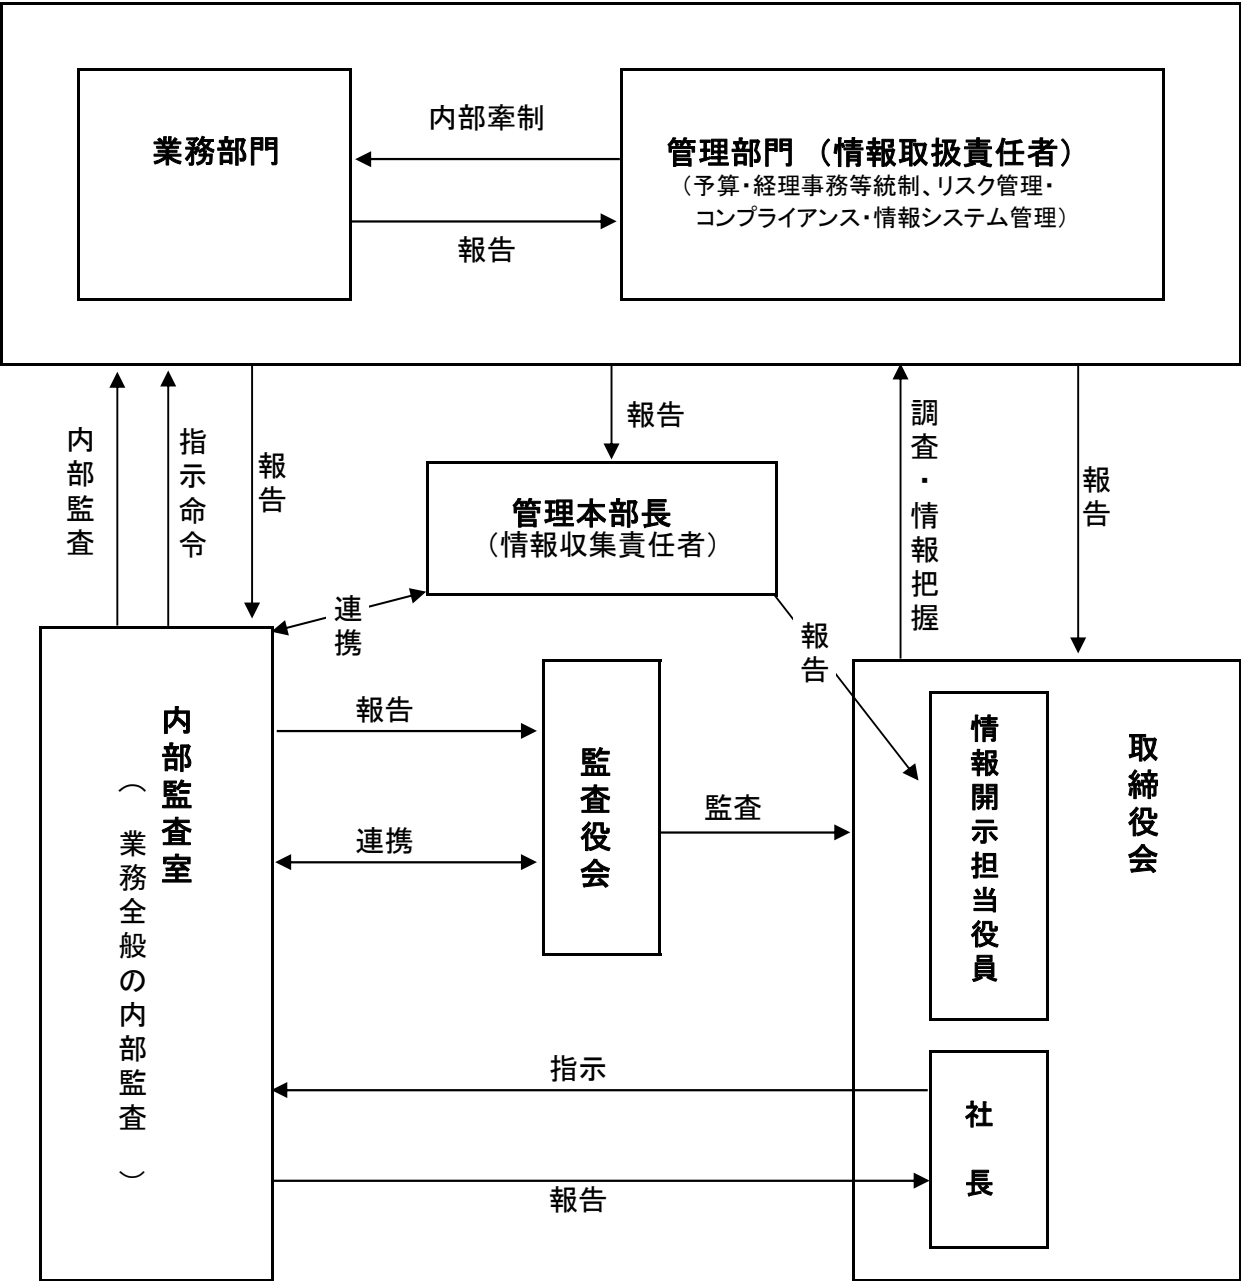 内部牽制
業務部門
管理部門 （情報取扱責任者）
（予算・経理事務等統制、リスク管理・
コンプライアンス・情報システム管理）
報告
内部監査
指示命令
報告
報告
調査・情報把握
報告
管理本部長
（情報収集責任者）
連携
報告
内部監査室
（業務全般の内部監査）
報告
連携
監査役会
監査
情報開示担当役員
取締役会
指示
社長
報告